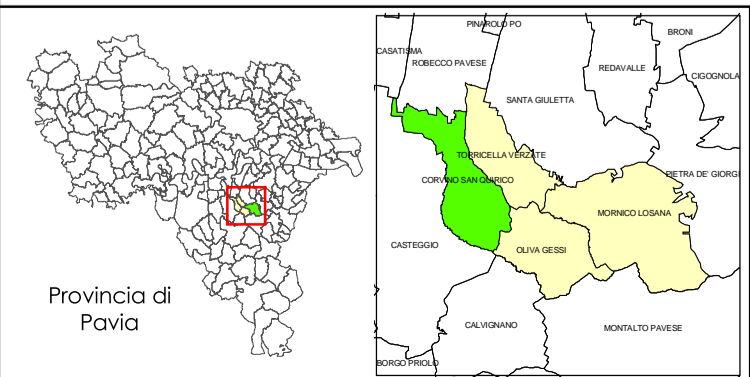 Provincia di
Pavia
PINAROLO PO
BRONI
CASATISMA
ROBECCO PAVESE
REDAVALLE
CIGOGNOLA
SANTA GIULETTA
TORRICELLA VERZATE
PIETRA DE' GIORGI
CORVINO SAN QUIRICO
MORNICO LOSANA
CASTEGGIO
OLIVA GESSI
CALVIGNANO
MONTALTO PAVESE
BORGO PRIOLO